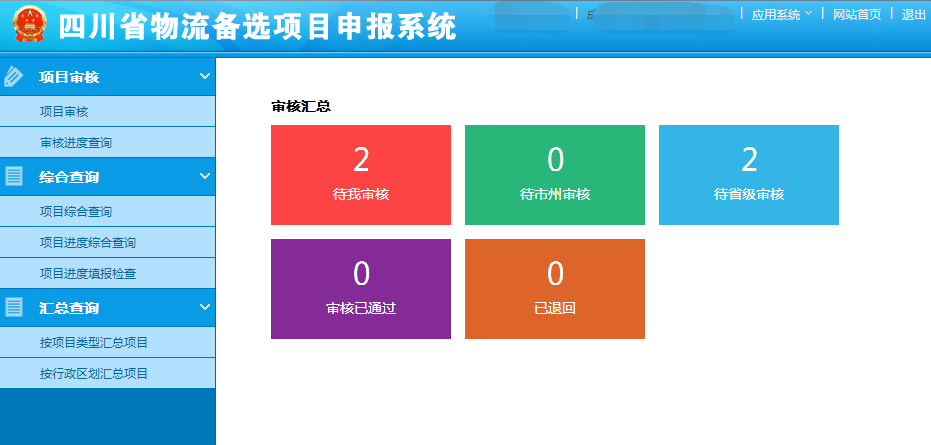 四川省物流备选项目申报系统
应用系统 | 网站首页 | 退出
项目审核
项目审核
审核进度查询
综合查询
项目综合查询
项目进度综合查询
项目进度填报检查
汇总查询
按项目类型汇总项目
按行政区划汇总项目
审核汇总
2
待我审核
0
待市州审核
2
待省级审核
0
审核已通过
0
已退回